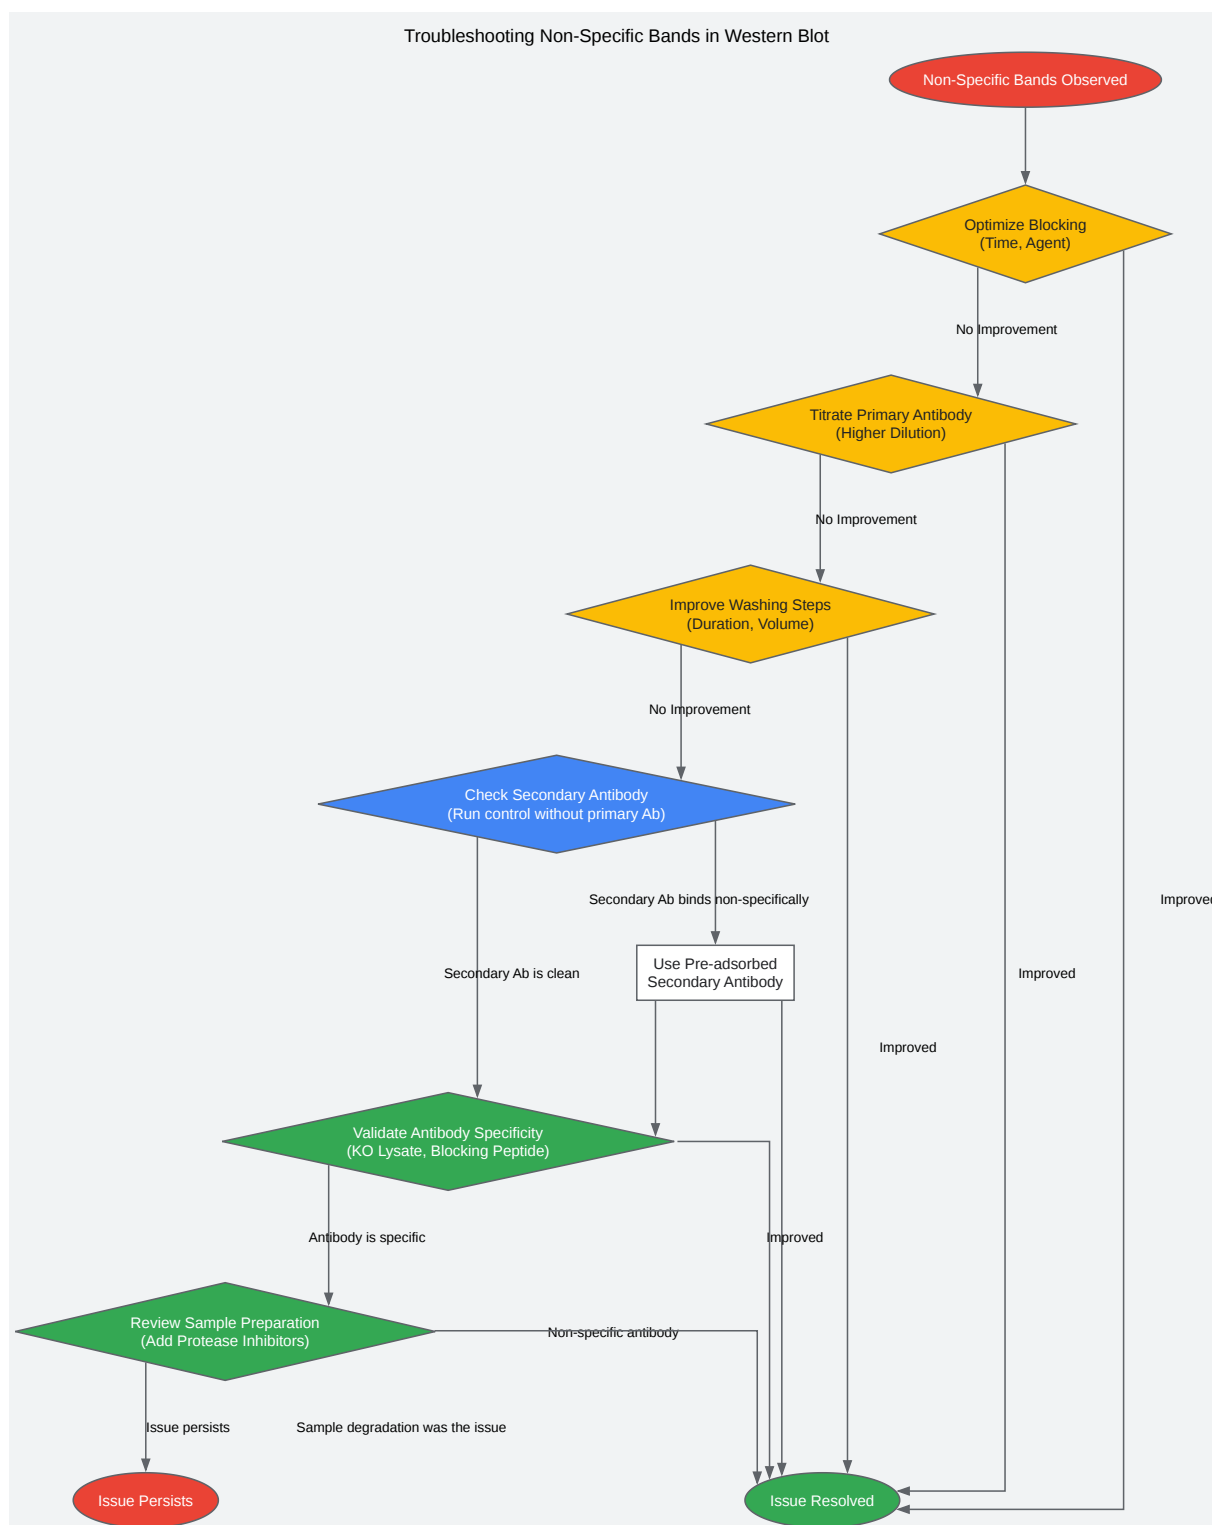 Troubleshooting Non-Specific Bands in Western Blot
Non-Specific Bands Observed
Optimize Blocking
(Time, Agent)
No Improvement
Titrate Primary Antibody
(Higher Dilution)
No Improvement
Improve Washing Steps
(Duration, Volume)
No Improvement
Check Secondary Antibody
(Run control without primary Ab)
Secondary Ab binds non-specifically
Improved
Use Pre-adsorbed
Secondary Antibody
Secondary Ab is clean
Improved
Improved
Validate Antibody Specificity
(KO Lysate, Blocking Peptide)
Antibody is specific
Improved
Review Sample Preparation
(Add Protease Inhibitors)
Non-specific antibody
Issue persists
Sample degradation was the issue
Issue Persists
Issue Resolved